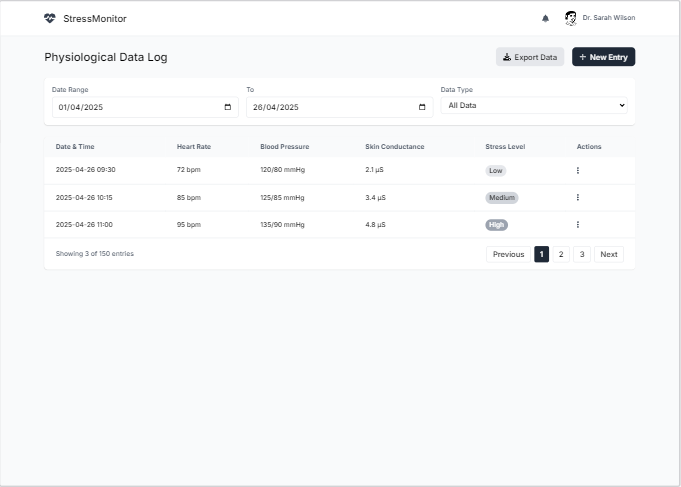 StressMonitor
Dr. Sarah Wilson
Physiological Data Log
Export Data
+ New Entry
Date Range
To
Data Type
01/04/2025
26/04/2025
All Data
Date & Time Heart Rate Blood Pressure Skin Conductance Stress Level Actions
2025-04-26 09:30 72 bpm 120/80 mmHg 2.1 μS Low
2025-04-26 10:15 85 bpm 125/85 mmHg 3.4 μS Medium
2025-04-26 11:00 95 bpm 135/90 mmHg 4.8 μS High
Showing 3 of 150 entries
Previous 1 2 3 Next